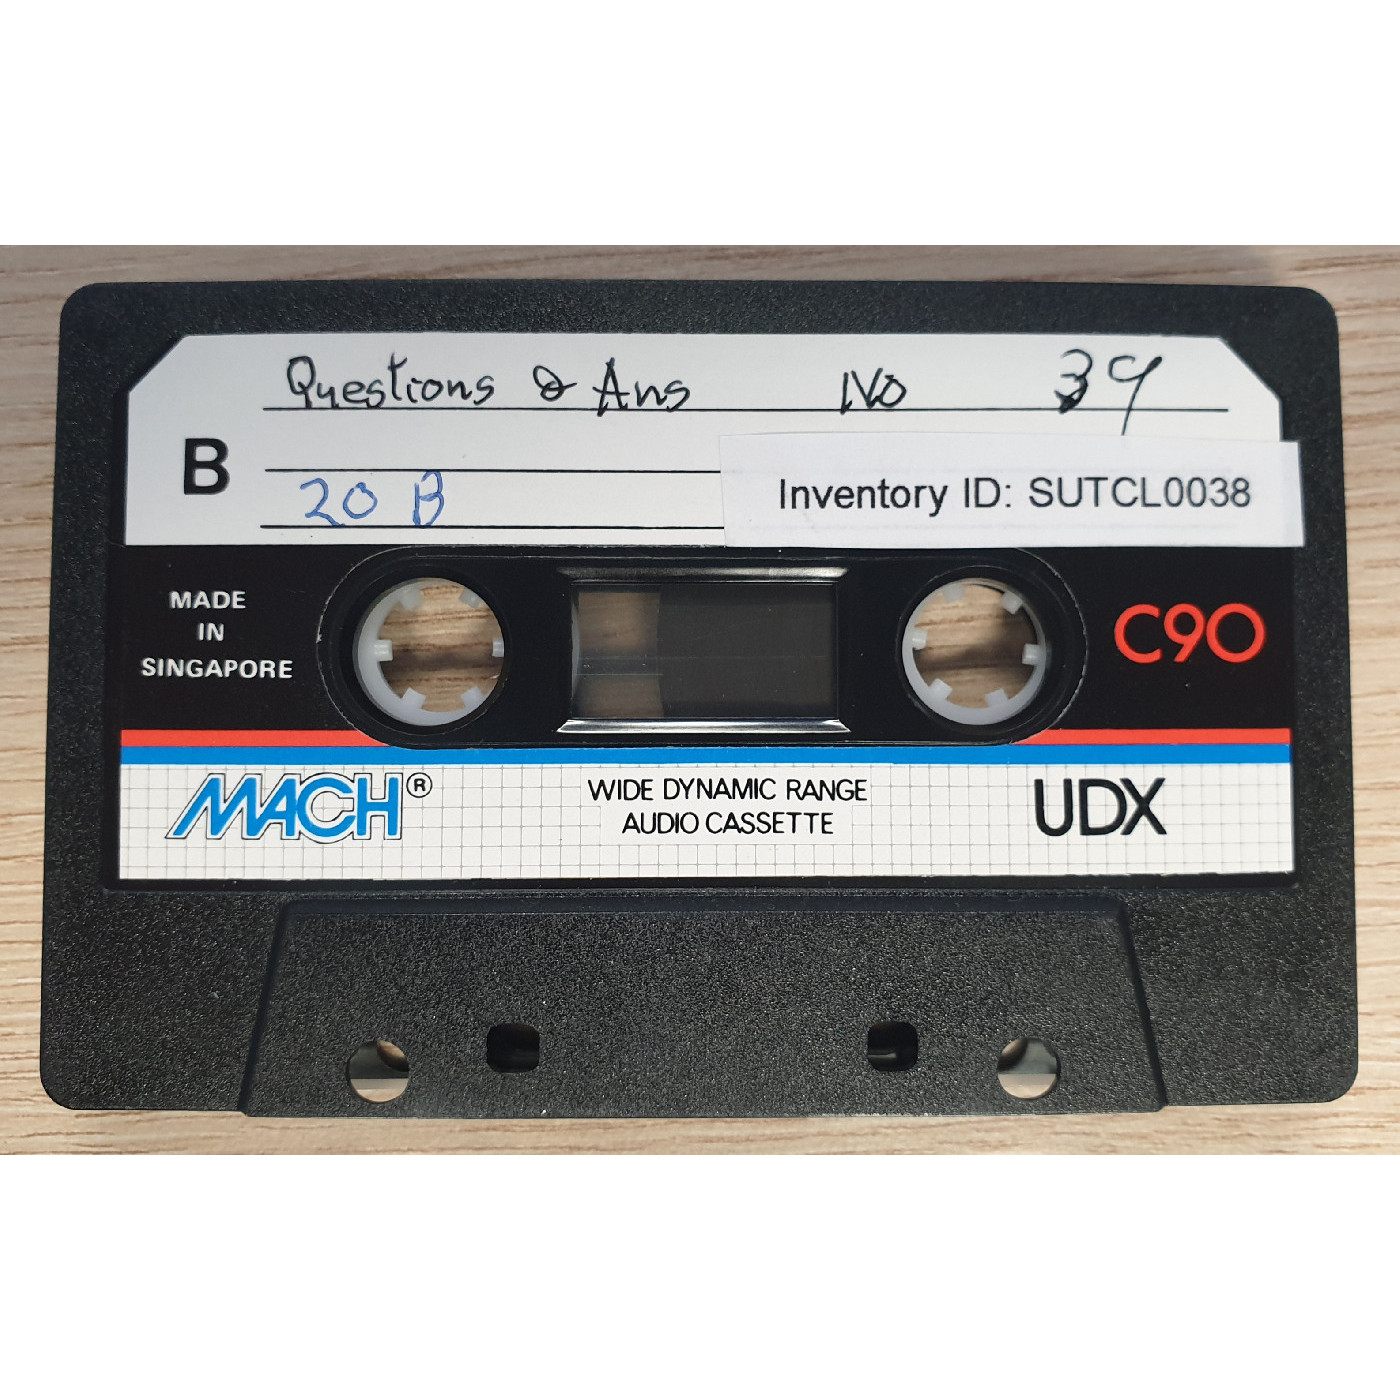 Questions & Ans No 39
B
20 B
Inventory ID: SUTCL0038
MADE
IN
SINGAPORE
C90
MACH®
WIDE DYNAMIC RANGE
AUDIO CASSETTE
UDX